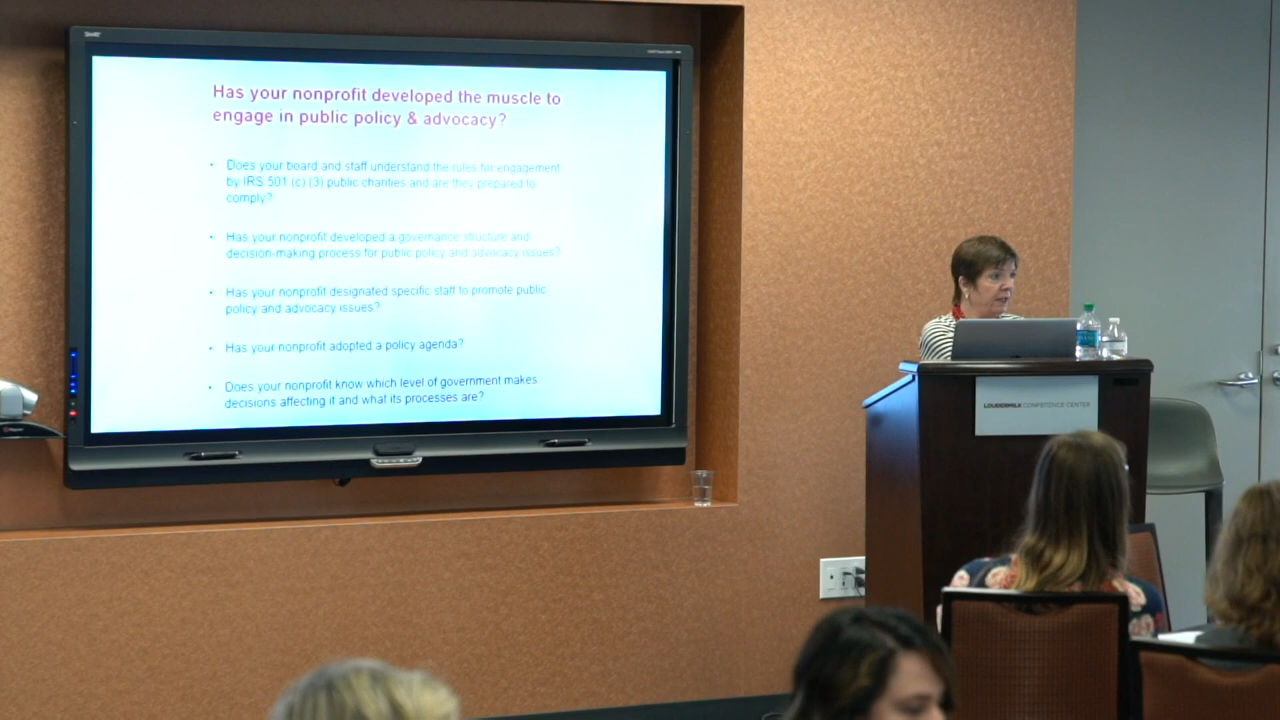 Has your nonprofit developed the muscle to
engage in public policy & advocacy?
• Does your board and staff understand the rules for engagement
by IRS 501 (c) (3) public charities and are they prepared to
comply?
• Has your nonprofit developed a governance structure and
decision-making process for public policy and advocacy issues?
• Has your nonprofit designated specific staff to promote public
policy and advocacy issues?
• Has your nonprofit adopted a policy agenda?
• Does your nonprofit know which level of government makes
decisions affecting it and what its processes are?
LOUDERMILK CONFERENCE CENTER